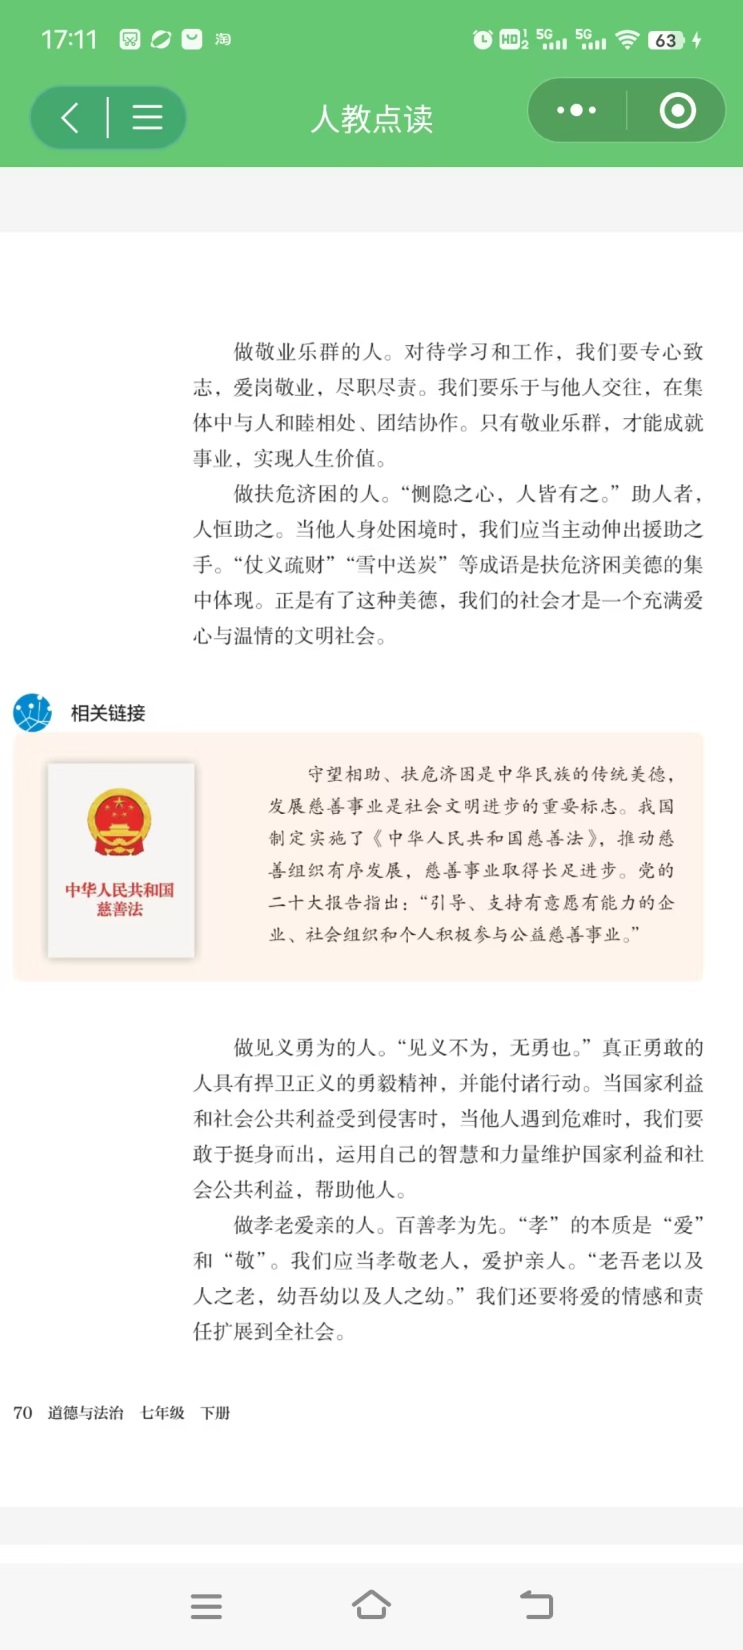 17:11 淘 HD 1 2 5G 5G 63
人教点读
做敬业乐群的人。对待学习和工作，我们要专心致
志，爱岗敬业，尽职尽责。我们要乐于与他人交往，在集
体中与人和睦相处、团结协作。只有敬业乐群，才能成就
事业，实现人生价值。
做扶危济困的人。“恻隐之心，人皆有之。”助人者，
人恒助之。当他人身处困境时，我们应当主动伸出援助之
手。“仗义疏财”“雪中送炭”等成语是扶危济困美德的集
中体现。正是有了这种美德，我们的社会才是一个充满爱
心与温情的文明社会。
相关链接
中华人民共和国
慈善法
守望相助、扶危济困是中华民族的传统美德，
发展慈善事业是社会文明进步的重要标志。我国
制定实施了《中华人民共和国慈善法》，推动慈
善组织有序发展，慈善事业取得长足进步。党的
二十大报告指出：“引导、支持有意愿有能力的企
业、社会组织和个人积极参与公益慈善事业。”
做见义勇为的人。“见义不为，无勇也。”真正勇敢的
人具有捍卫正义的勇毅精神，并能付诸行动。当国家利益
和社会公共利益受到侵害时，当他人遇到危难时，我们要
敢于挺身而出，运用自己的智慧和力量维护国家利益和社
会公共利益，帮助他人。
做孝老爱亲的人。百善孝为先。“孝”的本质是“爱”
和“敬”。我们应当孝敬老人，爱护亲人。“老吾老以及
人之老，幼吾幼以及人之幼。”我们还要将爱的情感和责
任扩展到全社会。
70 道德与法治 七年级 下册